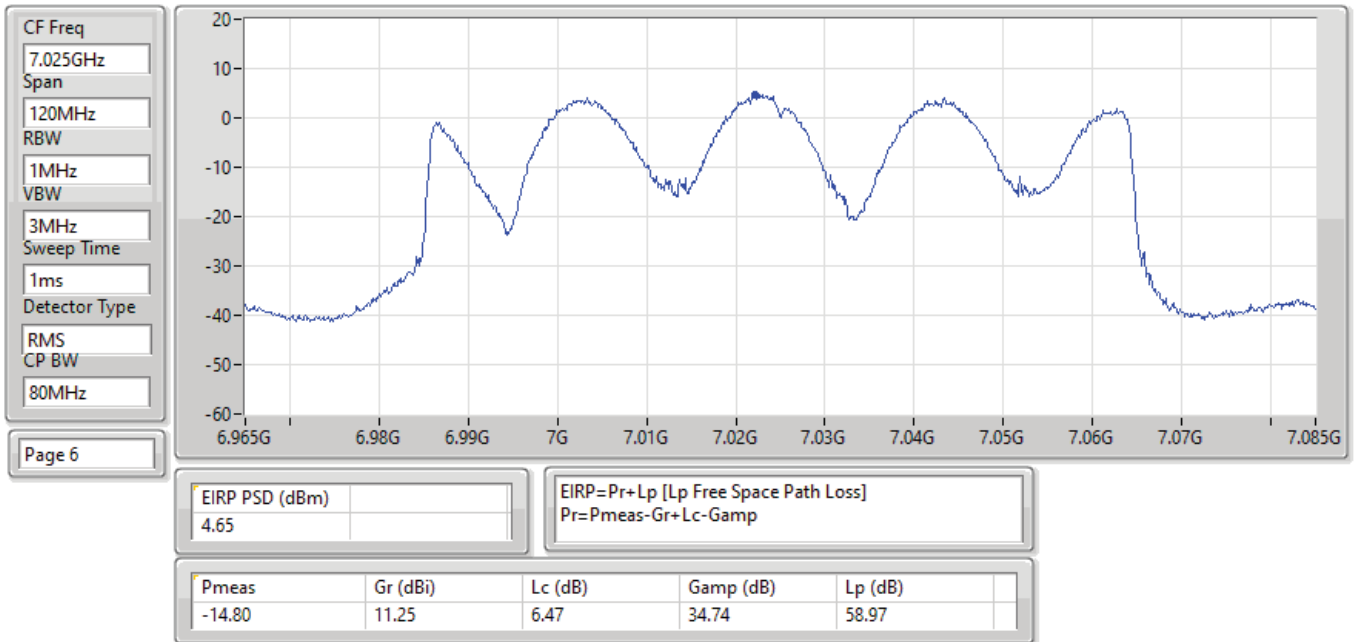 CF Freq
7.025GHz
Span
120MHz
RBW
1MHz
VBW
3MHz
Sweep Time
1ms
Detector Type
RMS
CP BW
80MHz
Page 6
20
10
0
-10
-20
-30
-40
-50
-60
6.965G 6.98G 6.99G 7G 7.01G 7.02G 7.03G 7.04G 7.05G 7.06G 7.07G 7.085G
EIRP PSD (dBm)
4.65
EIRP=Pr+Lp [Lp Free Space Path Loss]
Pr=Pmeas-Gr+Lc-Gamp
Pmeas Gr (dBi) Lc (dB) Gamp (dB) Lp (dB)
-14.80 11.25 6.47 34.74 58.97